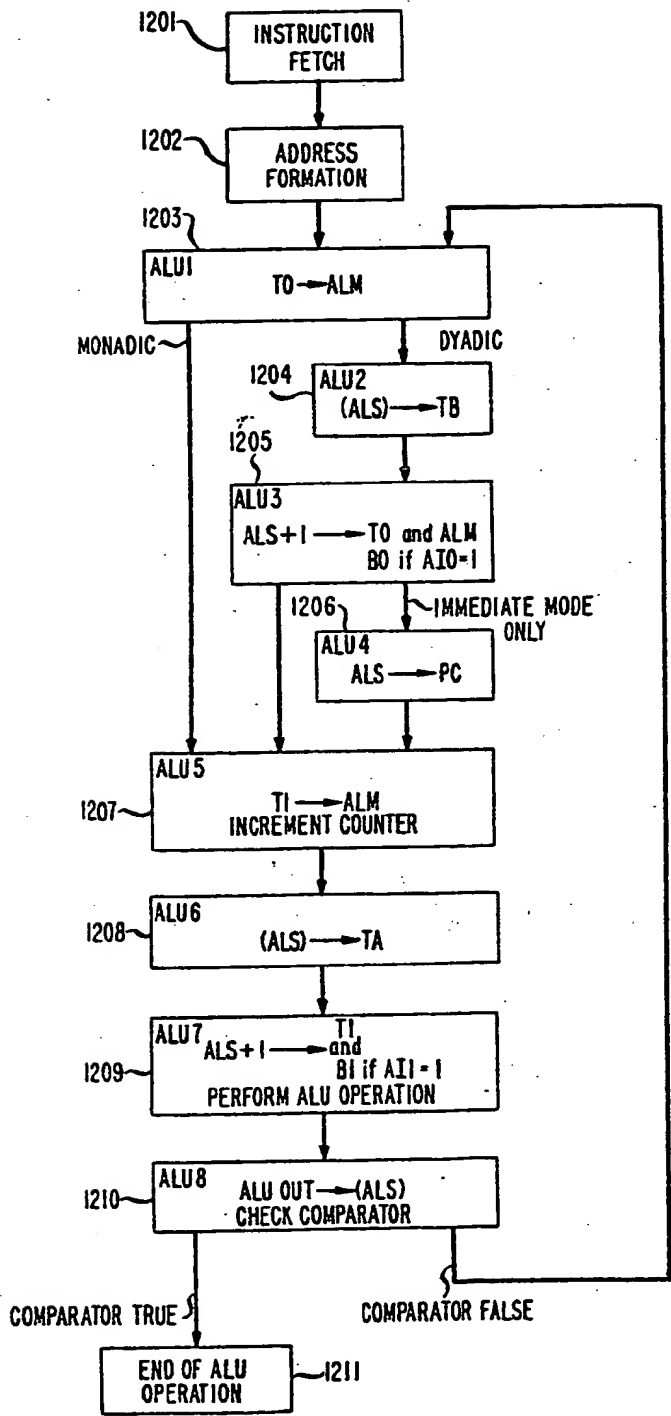 1201
INSTRUCTION
FETCH
1202
ADDRESS
FORMATION
1203
ALU1
T0→ALM
MONADIC
DYADIC
1204
ALU2
(ALS)→TB
1205
ALU3
ALS+1→T0 and ALM
B0 if AI0=1
1206
IMMEDIATE MODE
ONLY
ALU4
ALS→PC
ALU5
1207
T1→ALM
INCREMENT COUNTER
ALU6
1208
(ALS)→TA
ALU7
ALS+1→T1
and
B1 if AI1=1
1209
PERFORM ALU OPERATION
ALU8
1210
ALU OUT→(ALS)
CHECK COMPARATOR
COMPARATOR TRUE
COMPARATOR FALSE
END OF ALU
OPERATION
1211